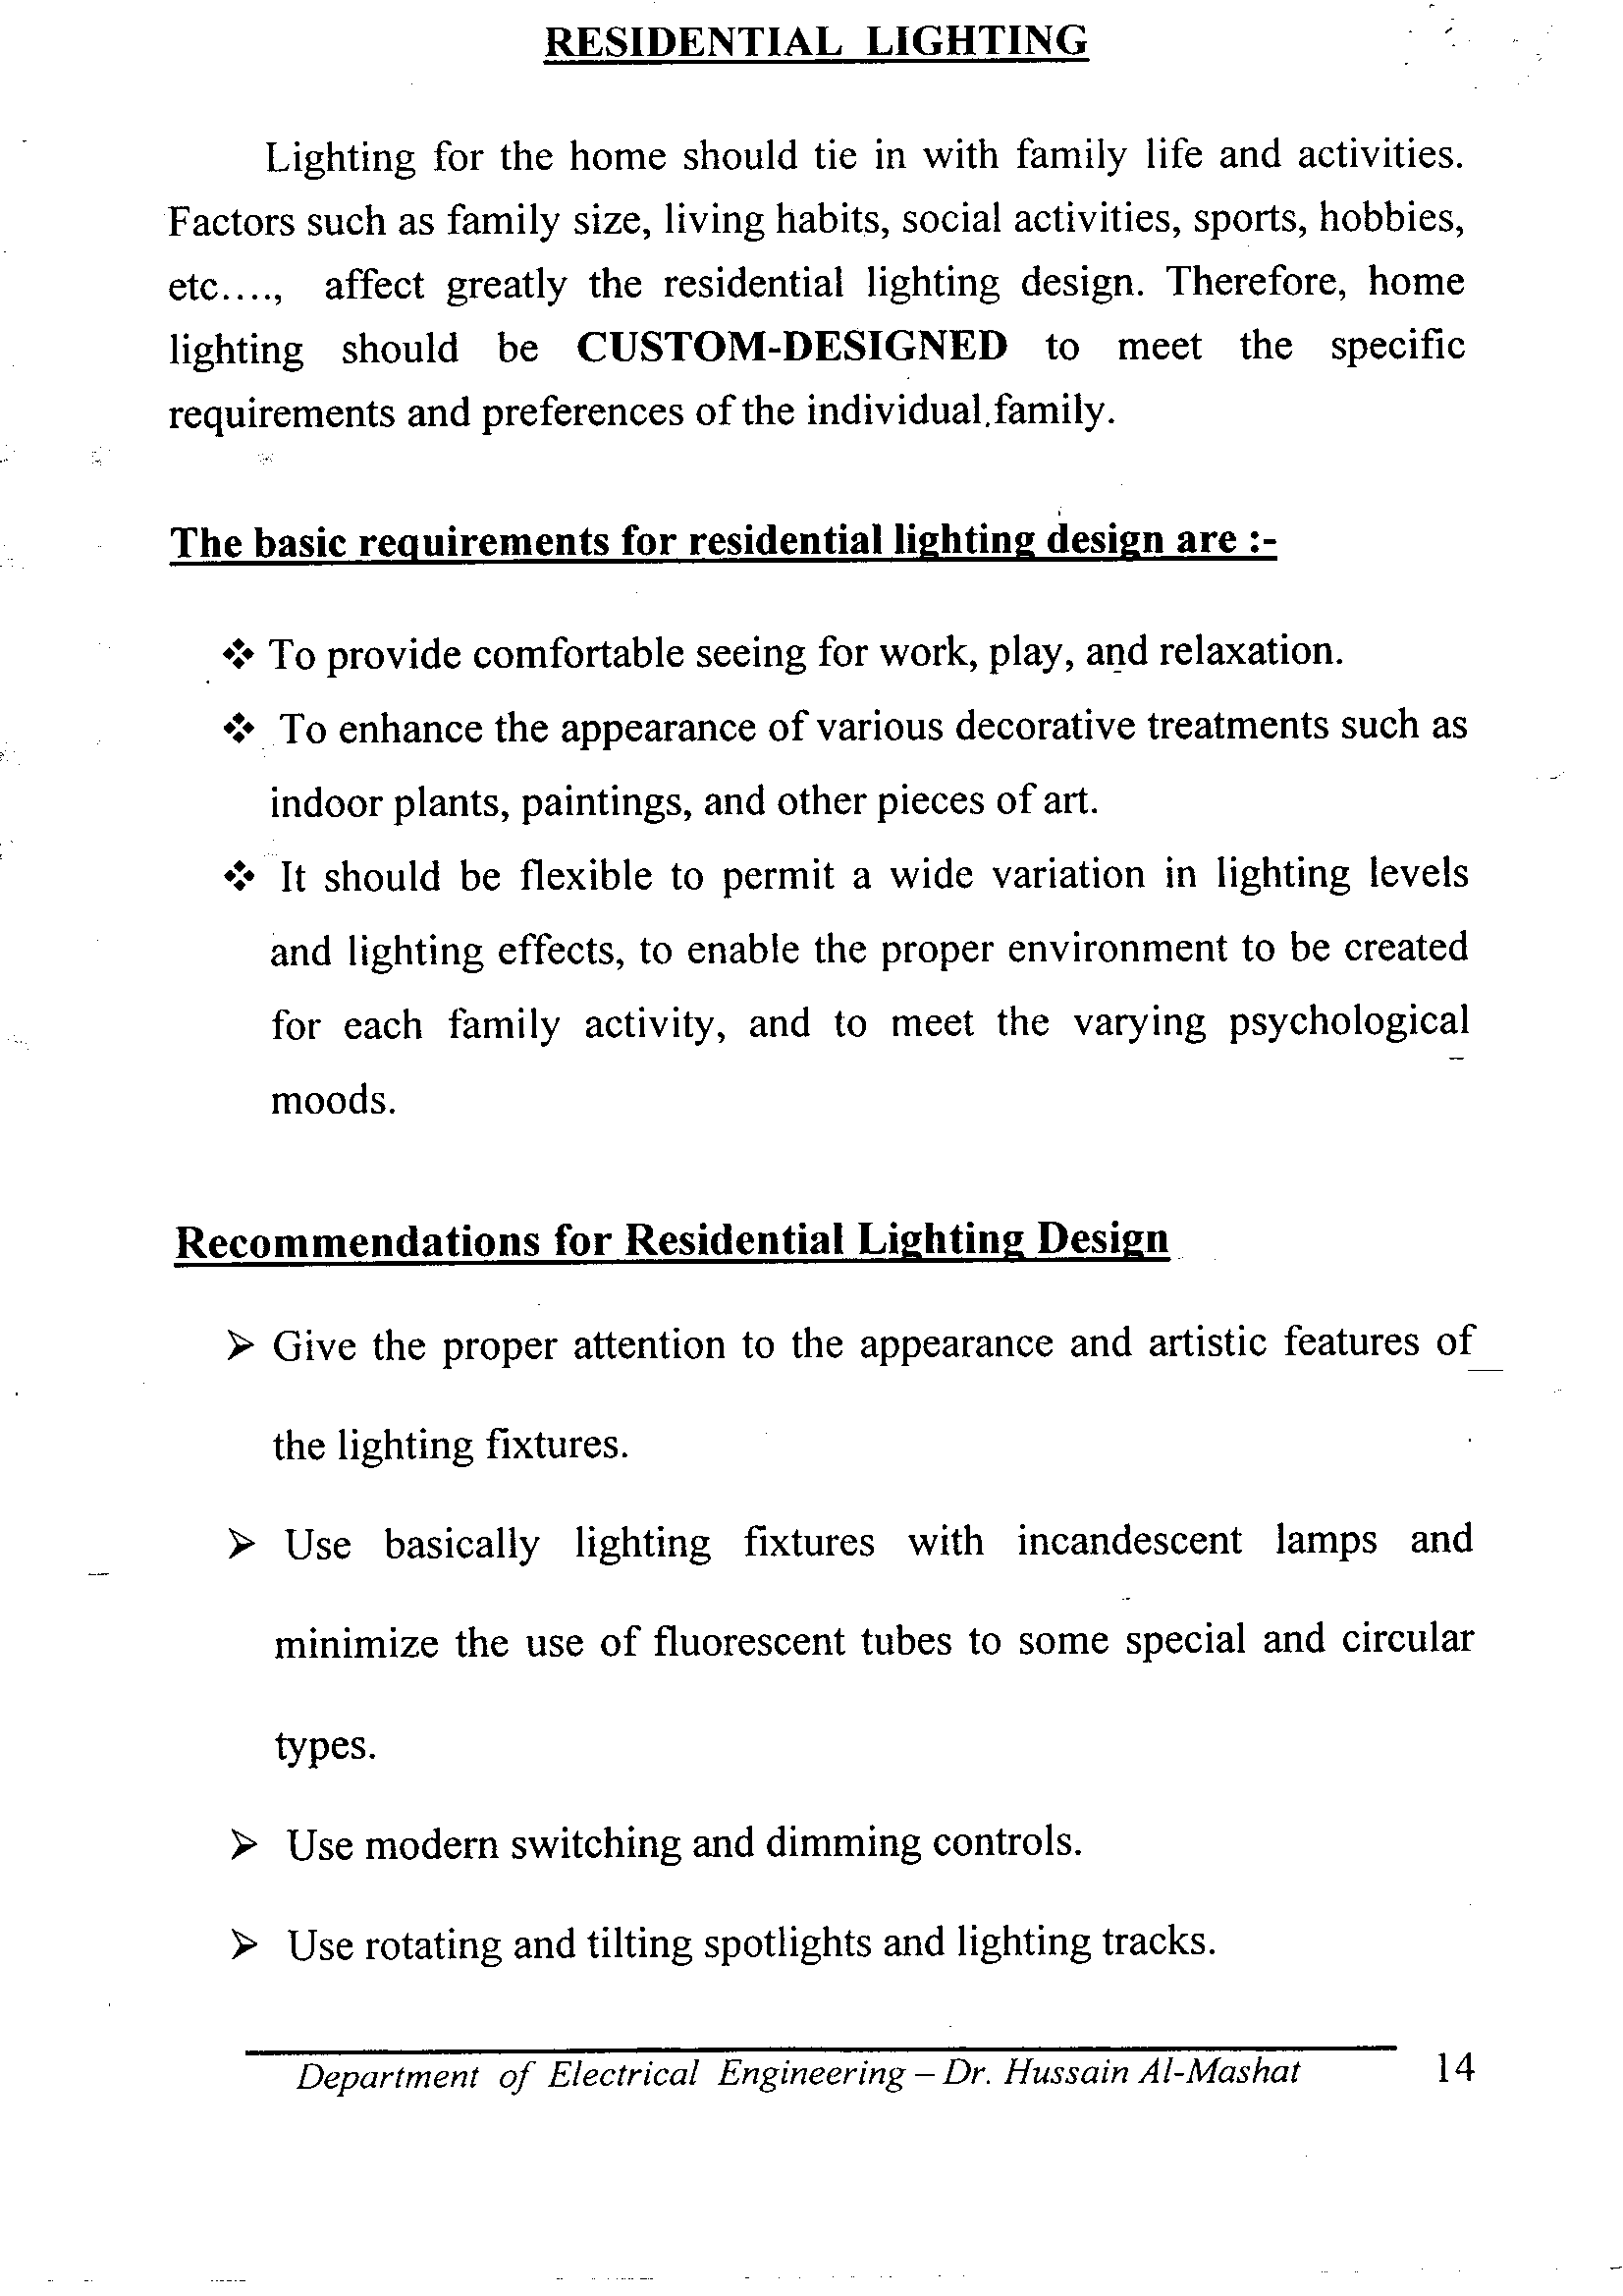 RESIDENTIAL LIGHTING
Lighting for the home should tie in with family life and activities.
Factors such as family size, living habits, social activities, sports, hobbies,
etc...., affect greatly the residential lighting design. Therefore, home
lighting should be CUSTOM-DESIGNED to meet the specific
requirements and preferences of the individual family.
The basic requirements for residential lighting design are :-
❖ To provide comfortable seeing for work, play, and relaxation.
❖ To enhance the appearance of various decorative treatments such as
indoor plants, paintings, and other pieces of art.
❖ It should be flexible to permit a wide variation in lighting levels
and lighting effects, to enable the proper environment to be created
for each family activity, and to meet the varying psychological
moods.
Recommendations for Residential Lighting Design
➢ Give the proper attention to the appearance and artistic features of
the lighting fixtures.
➢ Use basically lighting fixtures with incandescent lamps and
minimize the use of fluorescent tubes to some special and circular
types.
➢ Use modern switching and dimming controls.
➢ Use rotating and tilting spotlights and lighting tracks.
Department of Electrical Engineering – Dr. Hussain Al-Mashat 14